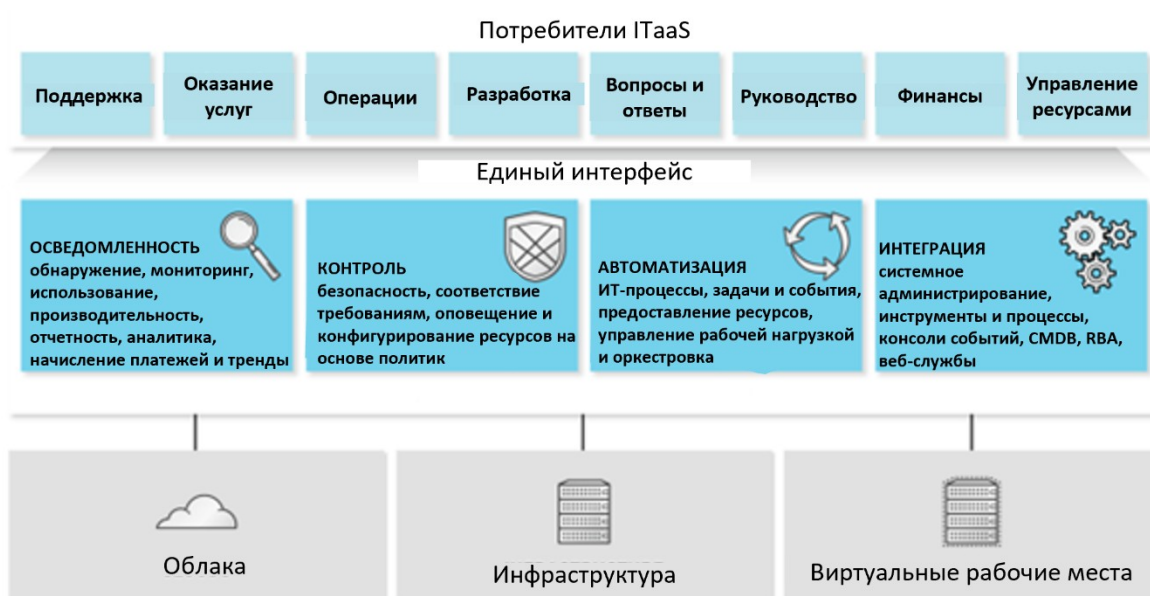 Потребители ITaaS
Поддержка
Оказание
услуг
Операции
Разработка
Вопросы и
ответы
Руководство
Финансы
Управление
ресурсами
Единый интерфейс
ОСВЕДОМЛЕННОСТЬ
обнаружение, мониторинг,
использование,
производительность,
отчетность, аналитика,
начисление платежей и тренды
КОНТРОЛЬ
безопасность, соответствие
требованиям, оповещение и
конфигурирование ресурсов на
основе политик
АВТОМАТИЗАЦИЯ
ИТ-процессы, задачи и события,
предоставление ресурсов,
управление рабочей нагрузкой
и оркестровка
ИНТЕГРАЦИЯ
системное
администрирование,
инструменты и процессы,
консоли событий, CMDB, RBA,
веб-службы
Облака
Инфраструктура
Виртуальные рабочие места